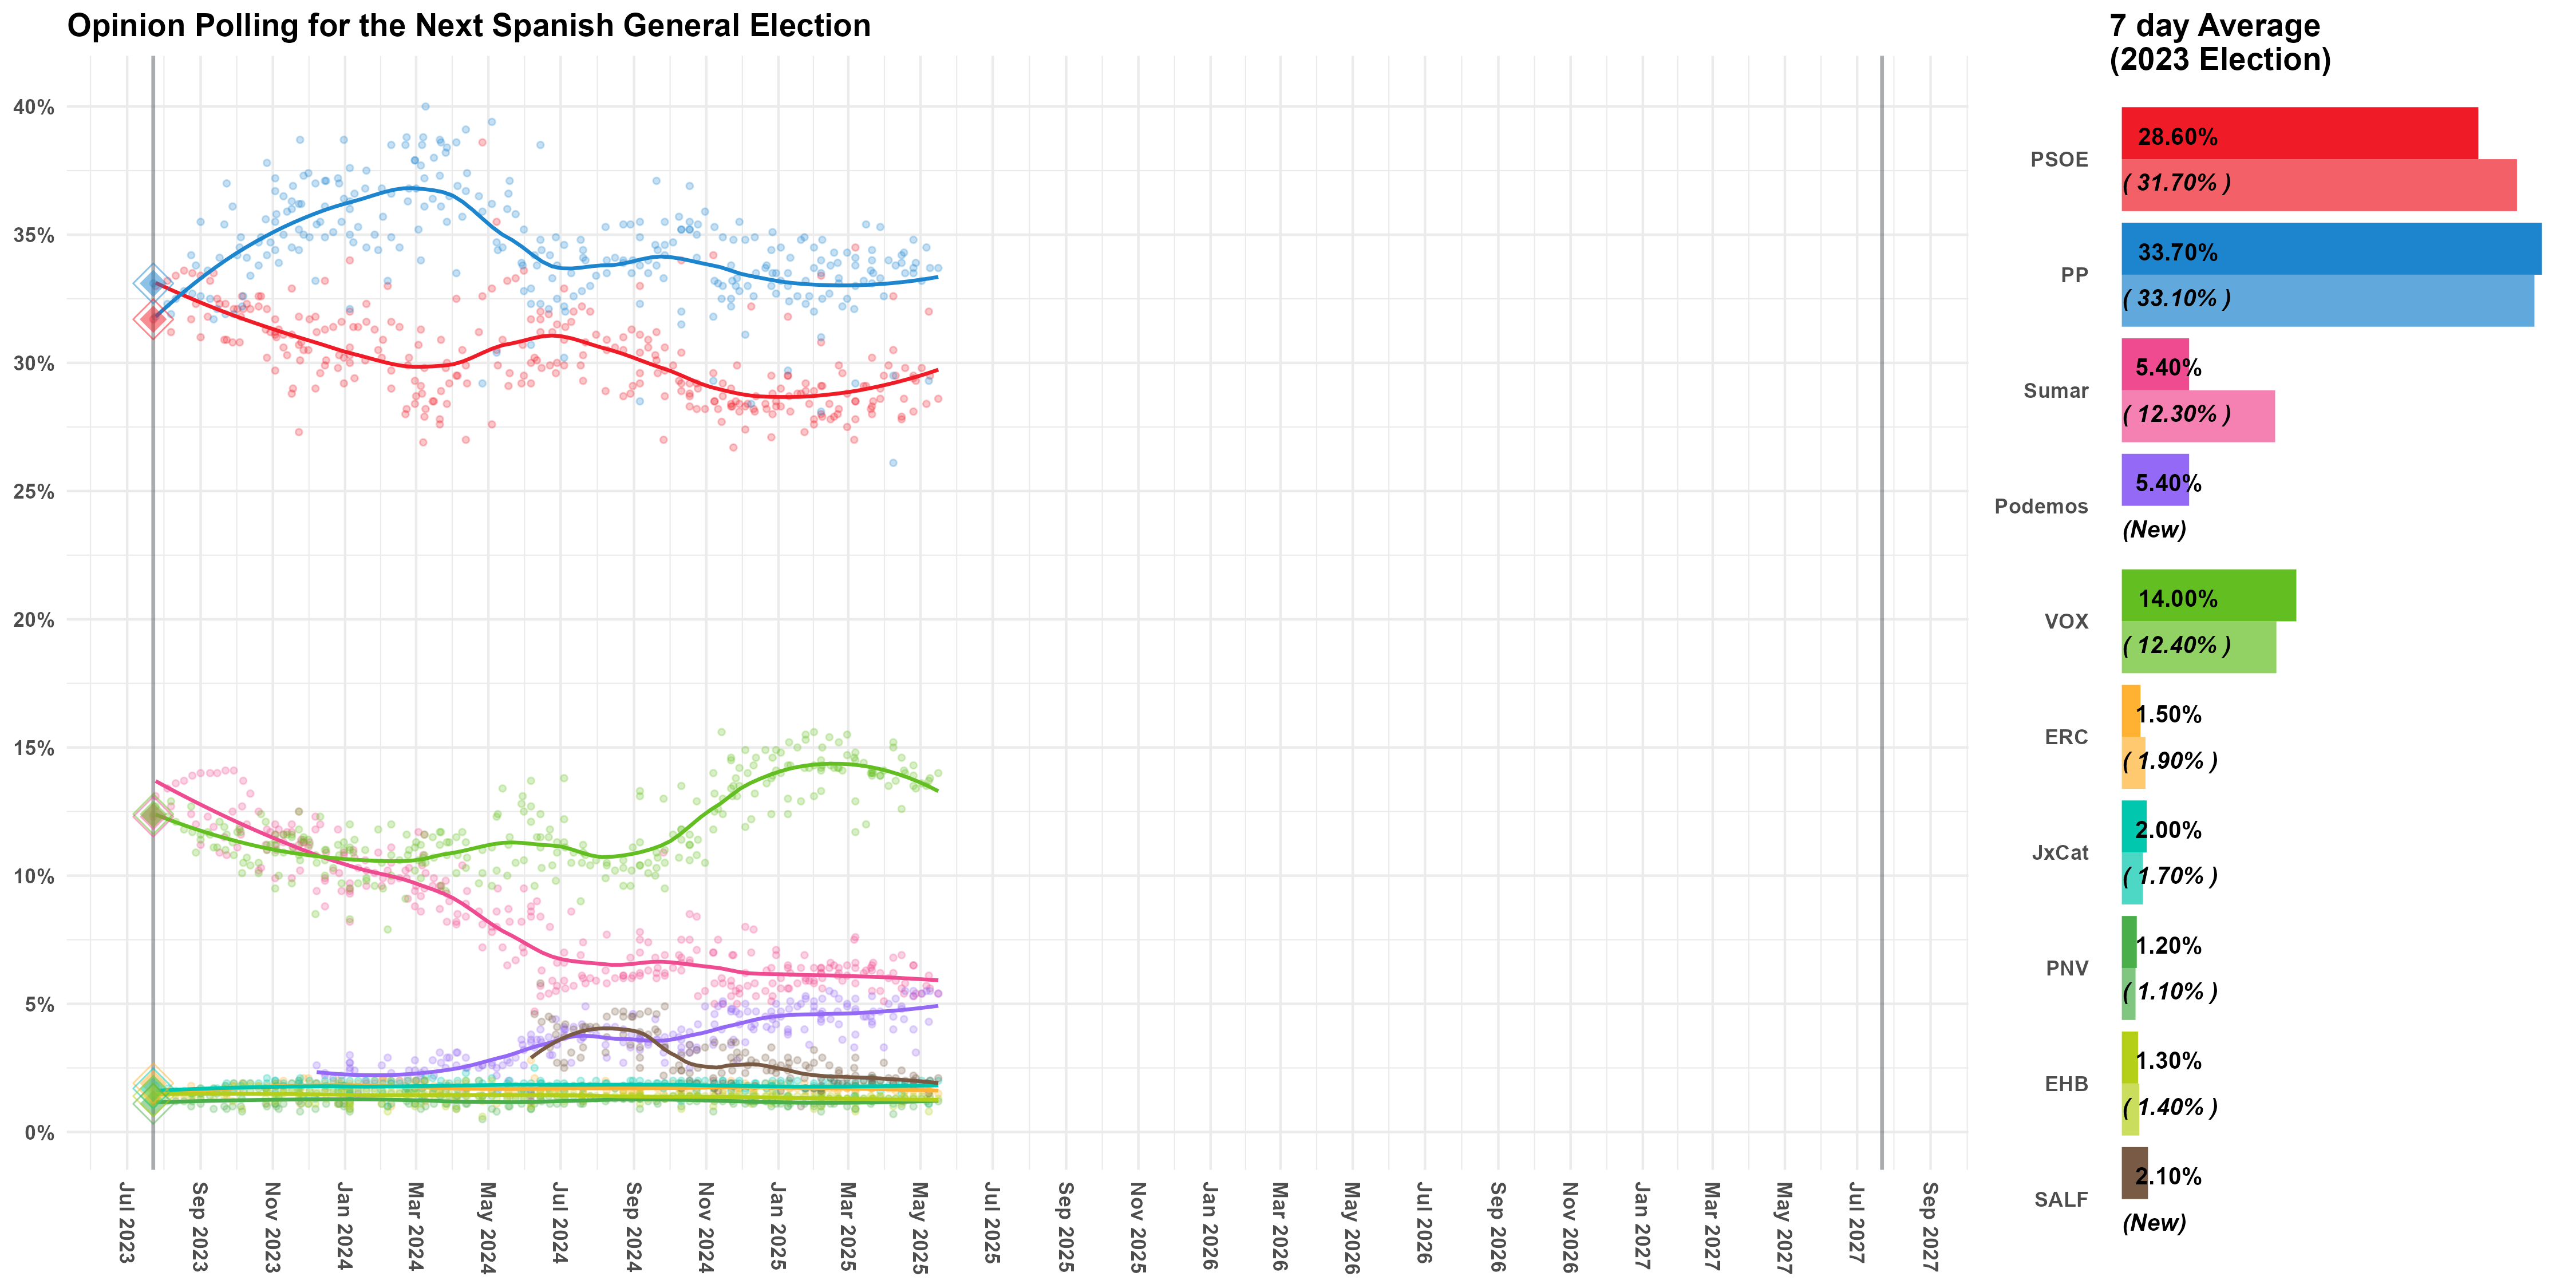 Opinion Polling for the Next Spanish General Election
40%
35%
30%
25%
20%
15%
10%
5%
0%
Jul 2023
Sep 2023
Nov 2023
Jan 2024
Mar 2024
May 2024
Jul 2024
Sep 2024
Nov 2024
Jan 2025
Mar 2025
May 2025
Jul 2025
Sep 2025
Nov 2025
Jan 2026
Mar 2026
May 2026
Jul 2026
Sep 2026
Nov 2026
Jan 2027
Mar 2027
May 2027
Jul 2027
Sep 2027
7 day Average
(2023 Election)
PSOE
28.60%
( 31.70% )
PP
33.70%
( 33.10% )
Sumar
5.40%
( 12.30% )
Podemos
5.40%
(New)
VOX
14.00%
( 12.40% )
ERC
1.50%
( 1.90% )
JxCat
2.00%
( 1.70% )
PNV
1.20%
( 1.10% )
EHB
1.30%
( 1.40% )
SALF
2.10%
(New)